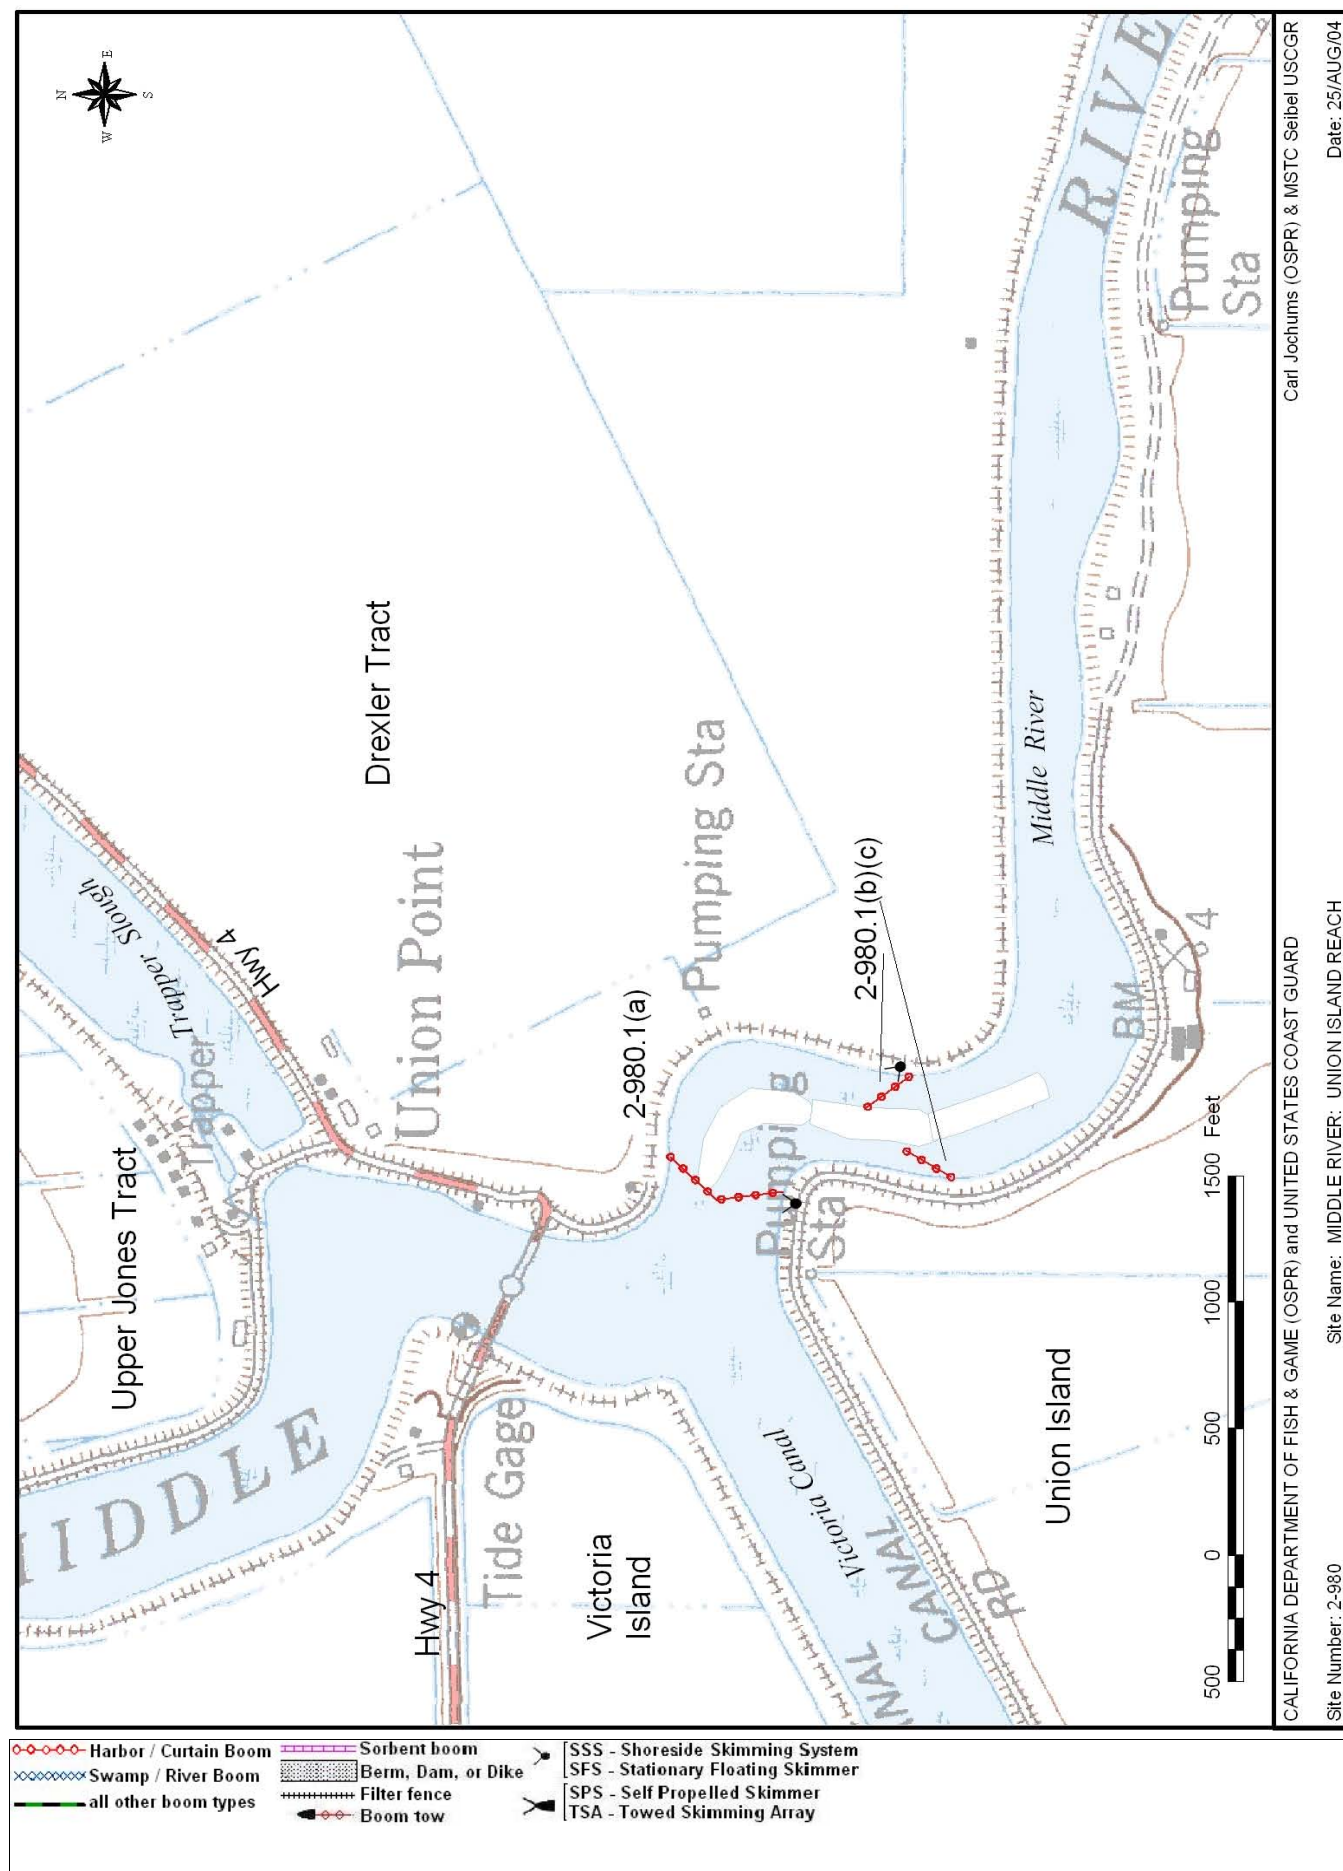 N
E
W
S
RIVE
Pumping
Sta
Drexler Tract
Trapper Slough
Hwy 4
Trapper
Union Point
Upper Jones Tract
2-980.1(a)
Pumping Sta
2-980.1(b)(c)
Middle River
BM
4
Pumping
Sta
IDDLE
Hwy 4
Tide Gage
Victoria
Island
Victoria Canal
CANAL
NAL
RD
Union Island
500 0 500 1000 1500 Feet
CALIFORNIA DEPARTMENT OF FISH & GAME (OSPR) and UNITED STATES COAST GUARD
Carl Jochums (OSPR) & MSTC Seibel USCGR
Site Number: 2-980
Site Name: MIDDLE RIVER: UNION ISLAND REACH
Date: 25/AUG/04
Harbor / Curtain Boom
Swamp / River Boom
all other boom types
Sorbent boom
Berm, Dam, or Dike
Filter fence
Boom tow
SSS - Shoreside Skimming System
SFS - Stationary Floating Skimmer
SPS - Self Propelled Skimmer
TSA - Towed Skimming Array